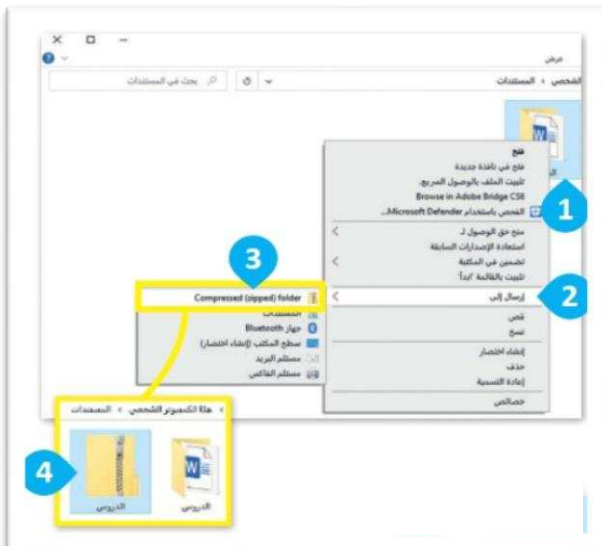 عرض
الشخصي › المستندات
بحث في المستندات
فتح
فتح في نافذة جديدة
تثبيت الملف بالوصول السريع.
Browse in Adobe Bridge CS6
الفحص باستخدام Microsoft Defender...
منح حق الوصول لـ
استعادة الإصدارات السابقة
تضمين في المكتبة
تثبيت بالقائمة "ابدأ"
إرسال إلى
قص
نسخ
إنشاء اختصار
حذف
إعادة التسمية
خصائص
1
2
3
Compressed (zipped) folder
المستندات
جهاز Bluetooth
سطح المكتب (إنشاء اختصار)
مستلم البريد
مستلم الفاكس
هذا الكمبيوتر الشخصي › المستندات
4
الدروس
الدروس